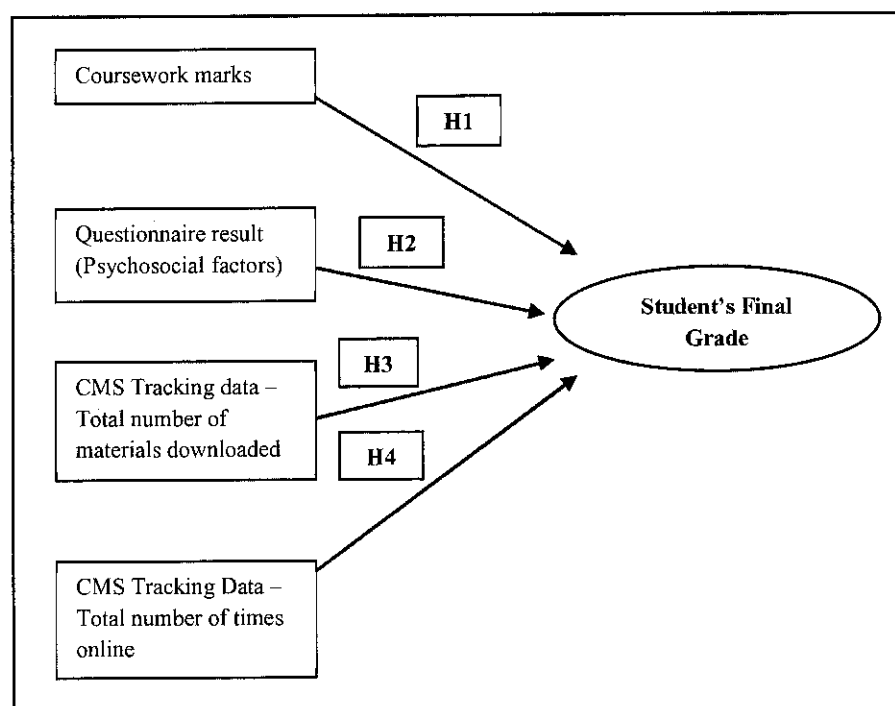 Coursework marks
H1
Questionnaire result
(Psychosocial factors)
H2
Student's Final
Grade
CMS Tracking data –
Total number of
materials downloaded
H3
H4
CMS Tracking Data –
Total number of times
online